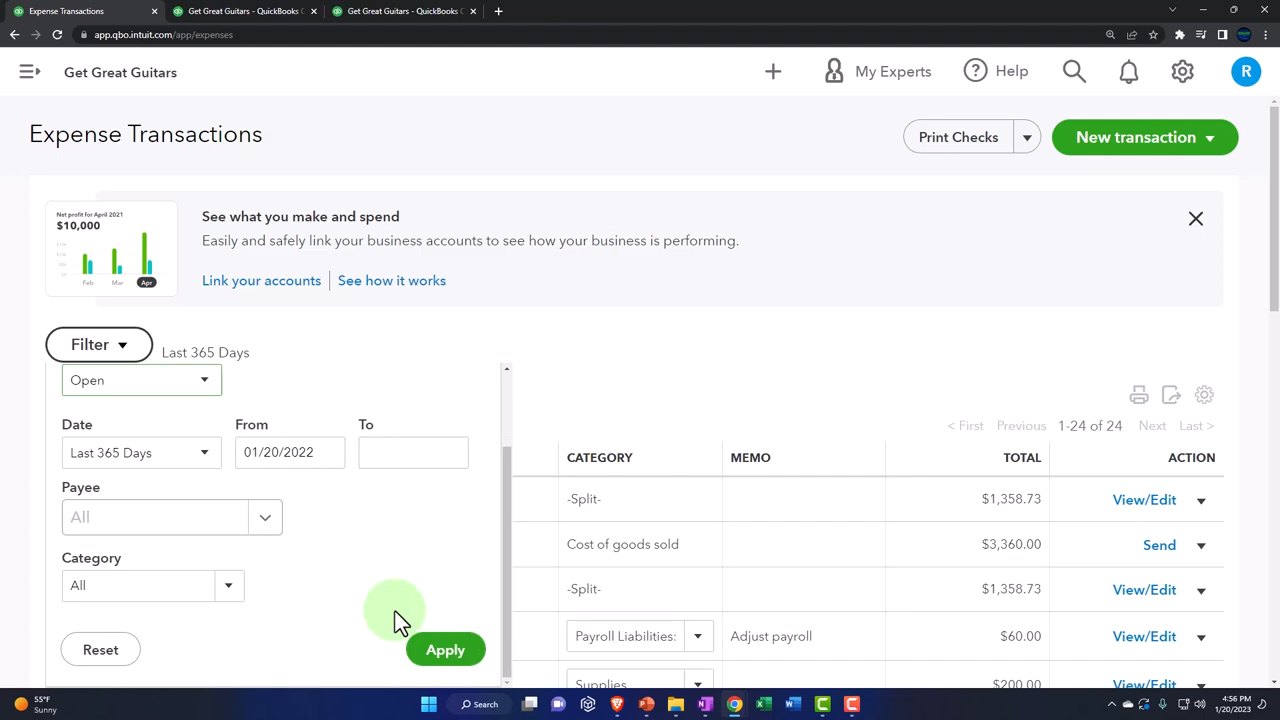 Expense Transactions
Get Great Guitars - QuickBooks C
Get Great Guitars - QuickBooks C
app.qbo.intuit.com/app/expenses
Get Great Guitars
My Experts
Help
R
Expense Transactions
Print Checks
New transaction
Net profit for April 2021
$10,000
Feb
Mar
Apr
See what you make and spend
Easily and safely link your business accounts to see how your business is performing.
Link your accounts
See how it works
Filter
Last 365 Days
Open
Date
From
To
Last 365 Days
01/20/2022
Payee
All
Category
All
Reset
Apply
< First
Previous
1-24 of 24
Next
Last >
CATEGORY
MEMO
TOTAL
ACTION
-Split-
$1,358.73
View/Edit
Cost of goods sold
$3,360.00
Send
-Split-
$1,358.73
View/Edit
Payroll Liabilities:
Adjust payroll
$60.00
View/Edit
Supplies
$200.00
View/Edit
55°F
Sunny
Search
4:56 PM
1/20/2023